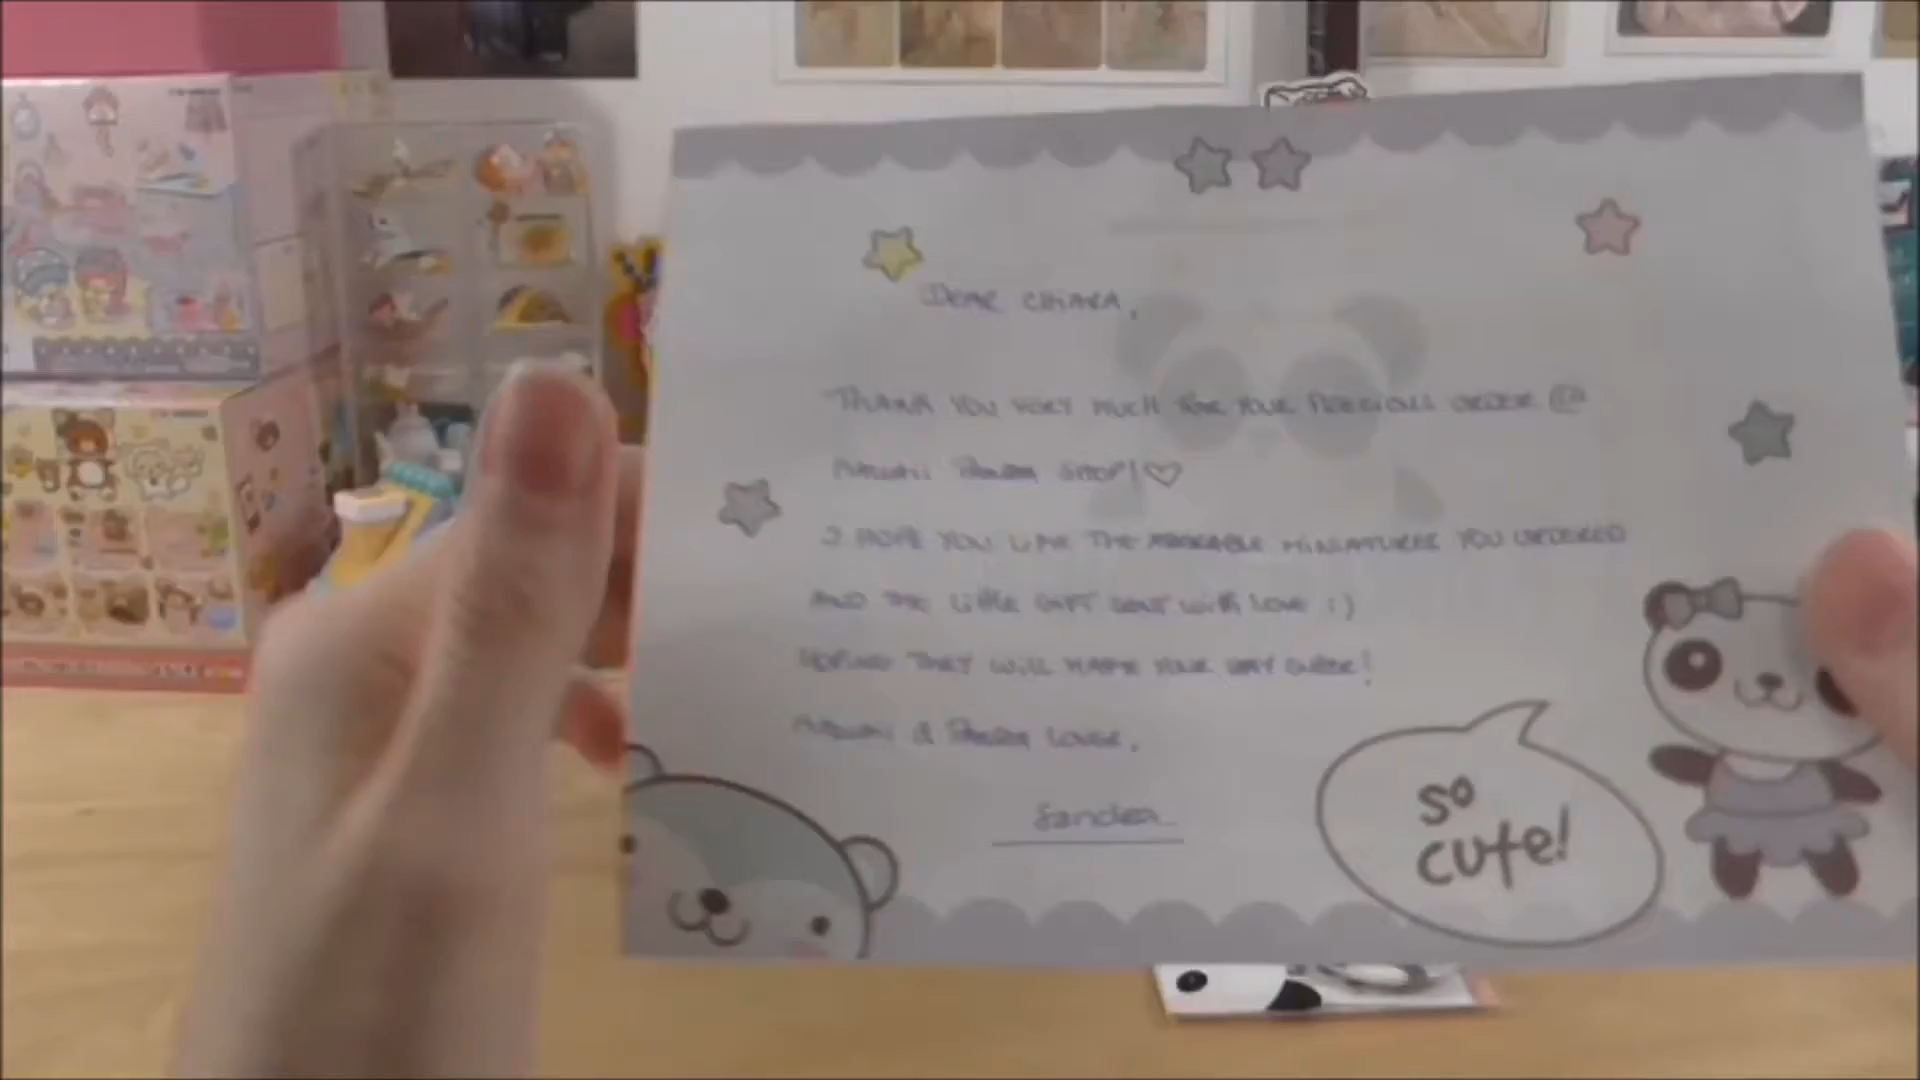 Dear Chiara,
Thank you very much for your precious order @
Kawaii Panda Shop! ♡
I hope you like the adorable miniatures you ordered
and the little gift sent with love :)
Hoping they will make your day cuter!
Kawaii & Panda Love,
Sandra
so
cute!